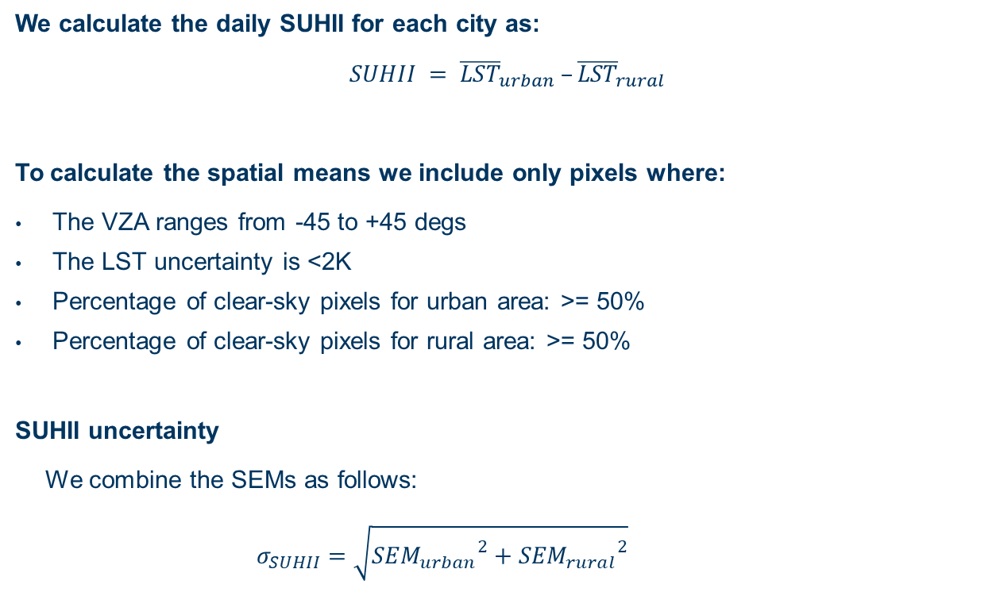 We calculate the daily SUHII for each city as:
SUHII = \overline{LST}_{urban} – \overline{LST}_{rural}
To calculate the spatial means we include only pixels where:
• The VZA ranges from -45 to +45 degs
• The LST uncertainty is <2K
• Percentage of clear-sky pixels for urban area: >= 50%
• Percentage of clear-sky pixels for rural area: >= 50%
SUHII uncertainty
We combine the SEMs as follows:
σ_{SUHII} = \sqrt{SEM_{urban}^2 + SEM_{rural}^2}